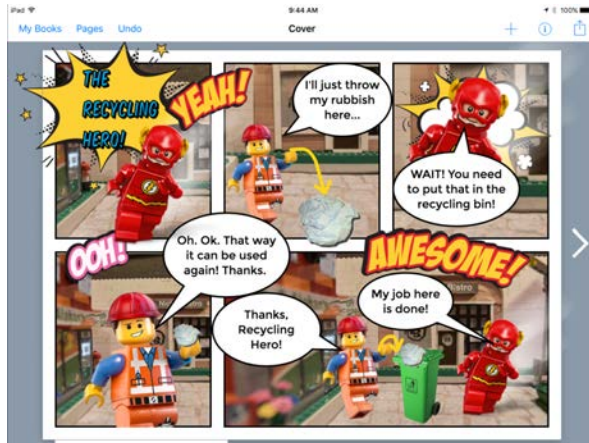 iPad
9:44 AM
100%
My Books
Pages
Undo
Cover
THE
RECYCLING
HERO!
YEAH!
I'll just throw
my rubbish
here...
WAIT! You need
to put that in the
recycling bin!
OOH!
Oh. Ok. That way
it can be used
again! Thanks.
Thanks,
Recycling
Hero!
AWESOME!
My job here
is done!